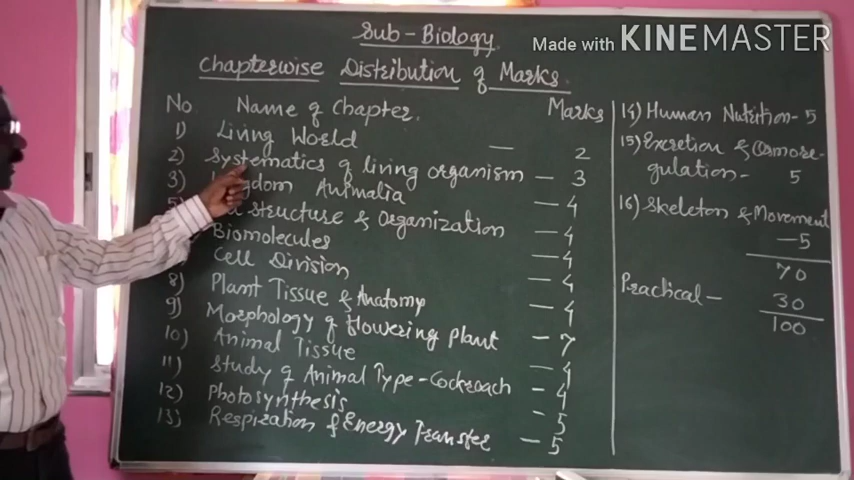 Sub - Biology
Made with KINEMASTER
Chapterwise Distribution of Marks.
No. Name of Chapter. Marks
1) Living World — 2
2) Systematics of living organism — 3
3) Animalia — 4
5) structure & Organization — 4
Biomolecules — 4
Cell Division — 4
8) Plant Tissue & Anatomy — 4
9) Morphology of flowering plant — 7
10) Animal Tissue — 4
11) Study of Animal Type - Cockroach - 4
12) Photosynthesis - 5
13) Respiration & Energy Transfer — 5
14) Human Nutrition - 5
15) Excretion & Osmore-
gulation - 5
16) Skeleton & Movement
— 5
70
Practical — 30
100